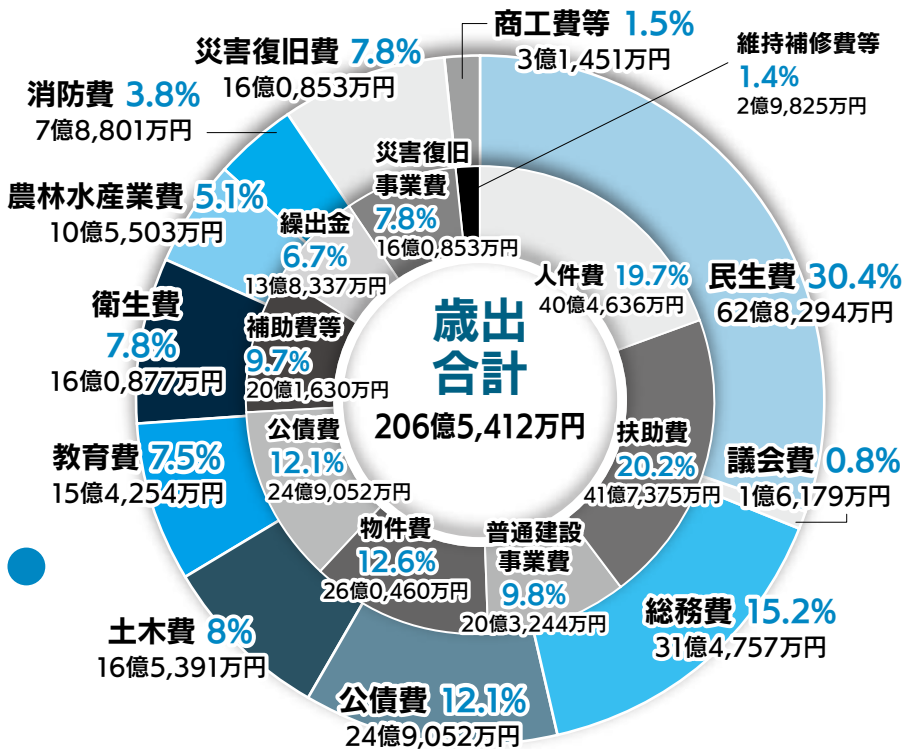 商工費等 1.5%
3億1,451万円
維持補修費等
1.4%
2億9,825万円
災害復旧費 7.8%
16億0,853万円
消防費 3.8%
7億8,801万円
農林水産業費 5.1%
10億5,503万円
衛生費
7.8%
16億0,877万円
教育費 7.5%
15億4,254万円
土木費 8%
16億5,391万円
公債費 12.1%
24億9,052万円
総務費 15.2%
31億4,757万円
議会費 0.8%
1億6,179万円
民生費 30.4%
62億8,294万円
災害復旧
事業費
7.8%
16億0,853万円
繰出金
6.7%
13億8,337万円
補助費等
9.7%
20億1,630万円
公債費
12.1%
24億9,052万円
物件費
12.6%
26億0,460万円
普通建設
事業費
9.8%
20億3,244万円
扶助費
20.2%
41億7,375万円
人件費 19.7%
40億4,636万円
歳出
合計
206億5,412万円